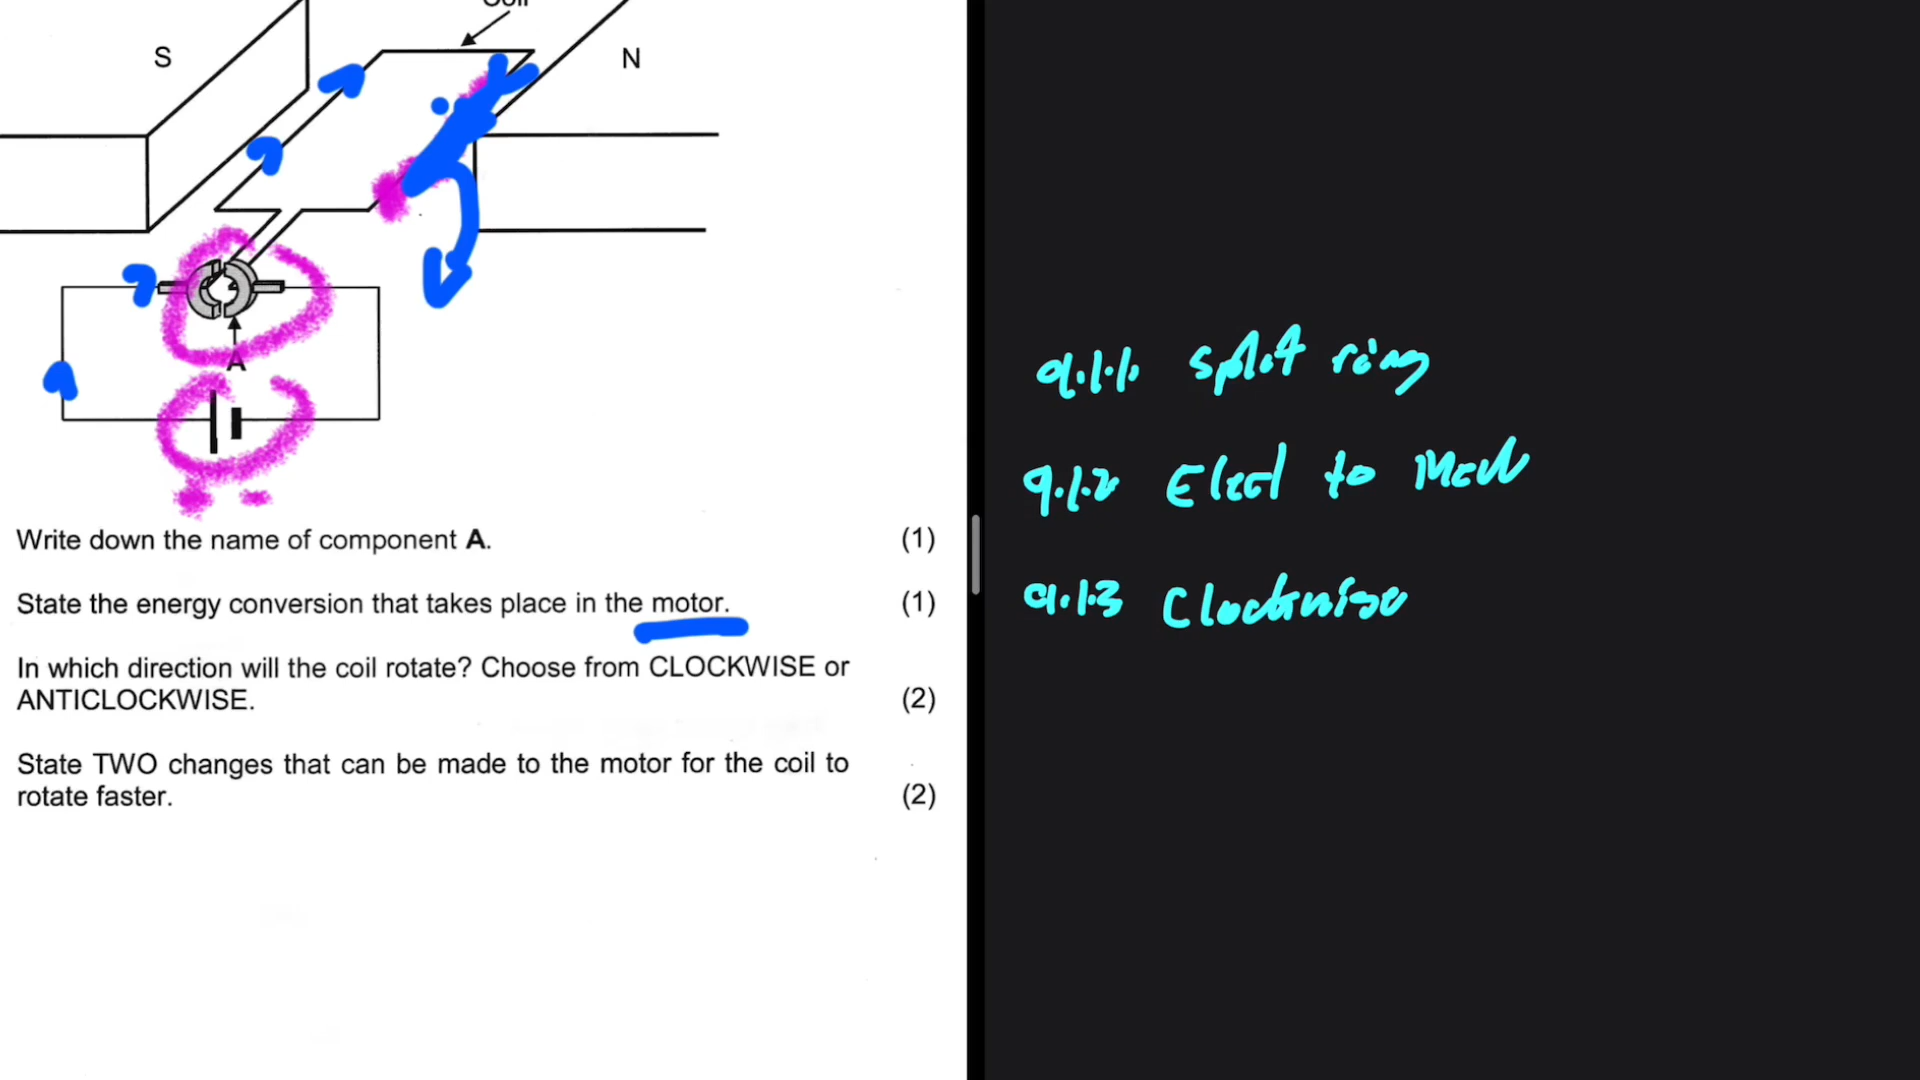 S
N
A
Write down the name of component A. (1)
State the energy conversion that takes place in the motor. (1)
In which direction will the coil rotate? Choose from CLOCKWISE or
ANTICLOCKWISE. (2)
State TWO changes that can be made to the motor for the coil to
rotate faster. (2)
9.1.1. Split ring
9.1.2 Elect to Mech
9.1.3 Clockwise